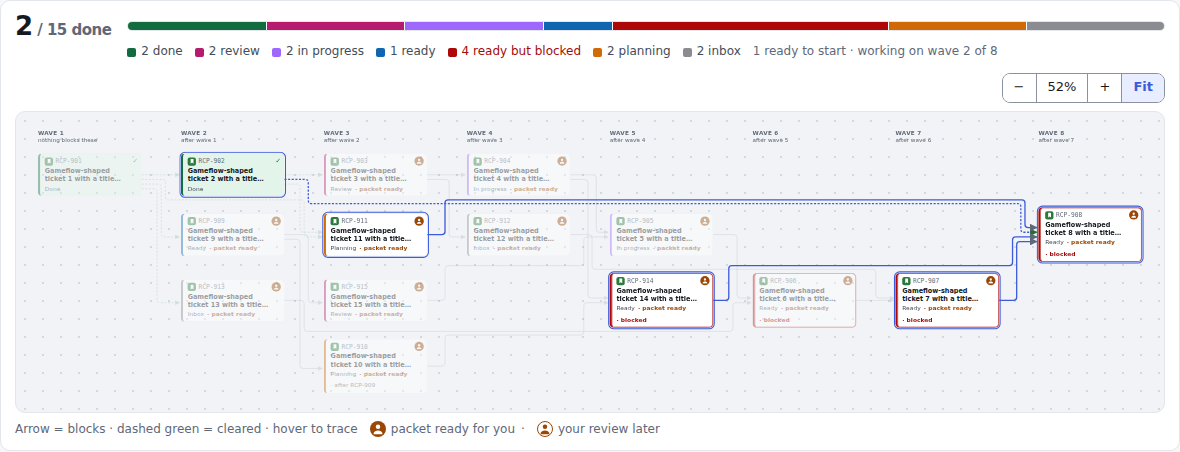 2 / 15 done
2 done
2 review
2 in progress
1 ready
4 ready but blocked
2 planning
2 inbox
1 ready to start · working on wave 2 of 8
−
52%
+
Fit
WAVE 1
nothing blocks these
WAVE 2
after wave 1
WAVE 3
after wave 2
WAVE 4
after wave 3
WAVE 5
after wave 4
WAVE 6
after wave 5
WAVE 7
after wave 6
WAVE 8
after wave 7
RCP-901
Gameflow-shaped
ticket 1 with a title…
Done
RCP-902
Gameflow-shaped
ticket 2 with a title…
Done
RCP-903
Gameflow-shaped
ticket 3 with a title…
Review · packet ready
RCP-904
Gameflow-shaped
ticket 4 with a title…
In progress · packet ready
RCP-909
Gameflow-shaped
ticket 9 with a title…
Ready · packet ready
RCP-911
Gameflow-shaped
ticket 11 with a title…
Planning · packet ready
RCP-912
Gameflow-shaped
ticket 12 with a title…
Inbox · packet ready
RCP-905
Gameflow-shaped
ticket 5 with a title…
In progress · packet ready
RCP-908
Gameflow-shaped
ticket 8 with a title…
Ready · packet ready
· blocked
RCP-913
Gameflow-shaped
ticket 13 with a title…
Inbox · packet ready
RCP-915
Gameflow-shaped
ticket 15 with a title…
Review · packet ready
RCP-914
Gameflow-shaped
ticket 14 with a title…
Ready · packet ready
· blocked
RCP-906
Gameflow-shaped
ticket 6 with a title…
Ready · packet ready
· blocked
RCP-907
Gameflow-shaped
ticket 7 with a title…
Ready · packet ready
· blocked
RCP-910
Gameflow-shaped
ticket 10 with a title…
Planning · packet ready
· after RCP-909
Arrow = blocks · dashed green = cleared · hover to trace
packet ready for you ·
your review later